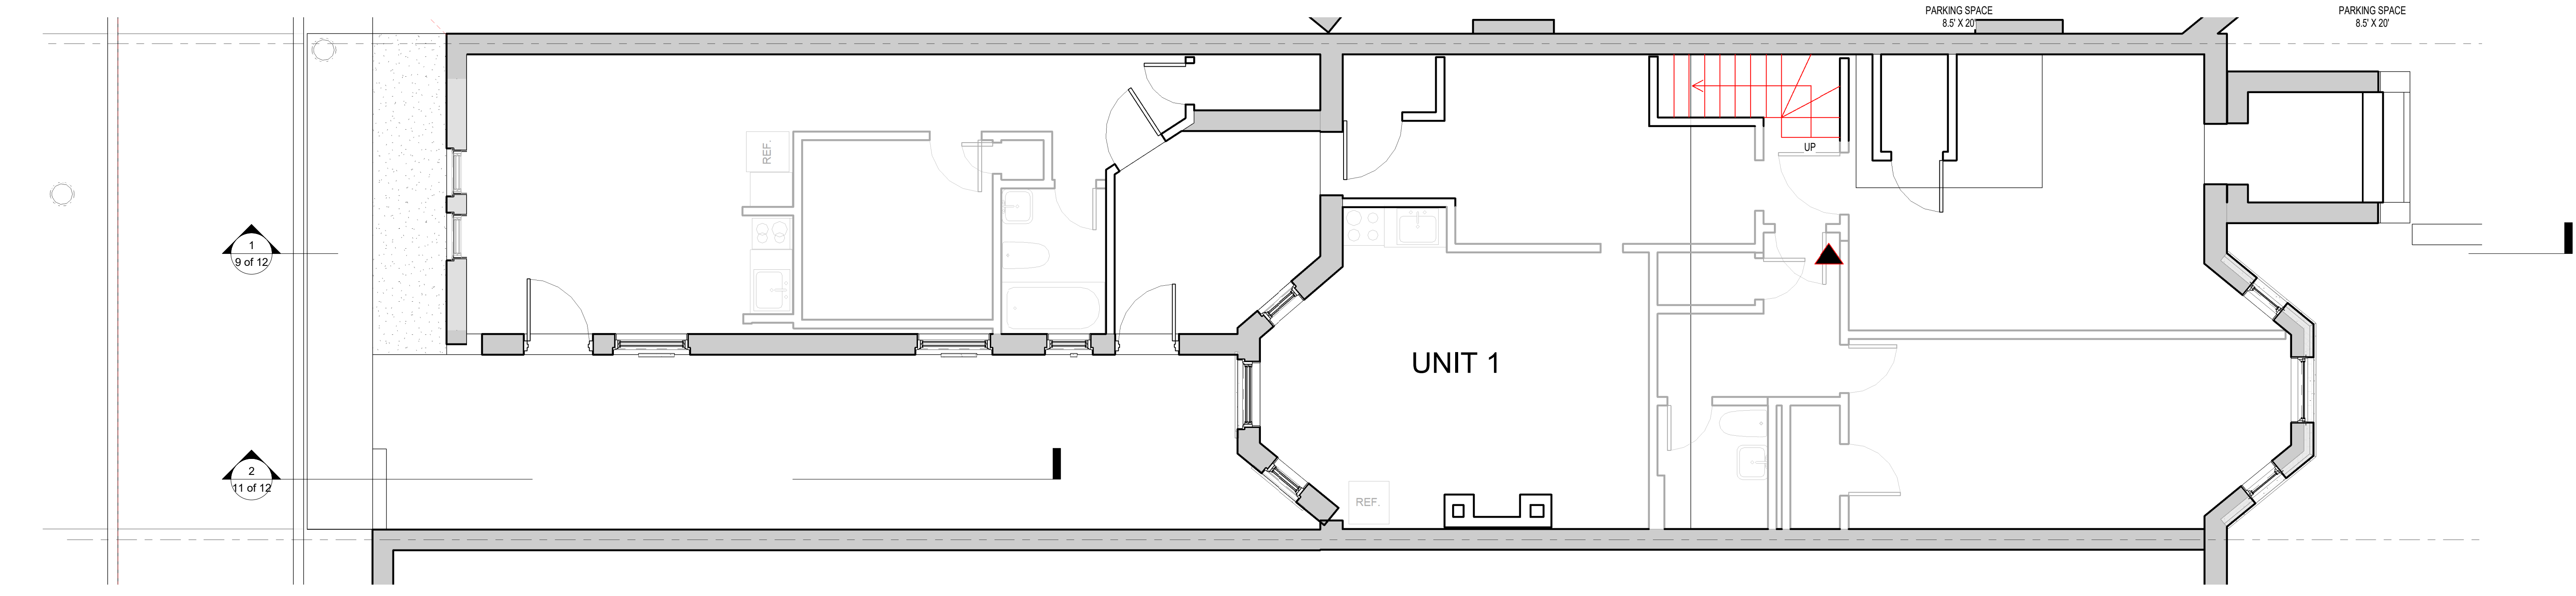 PARKING SPACE
8.5' X 20'
PARKING SPACE
8.5' X 20'
REF.
UP
1
9 of 12
UNIT 1
2
11 of 12
REF.